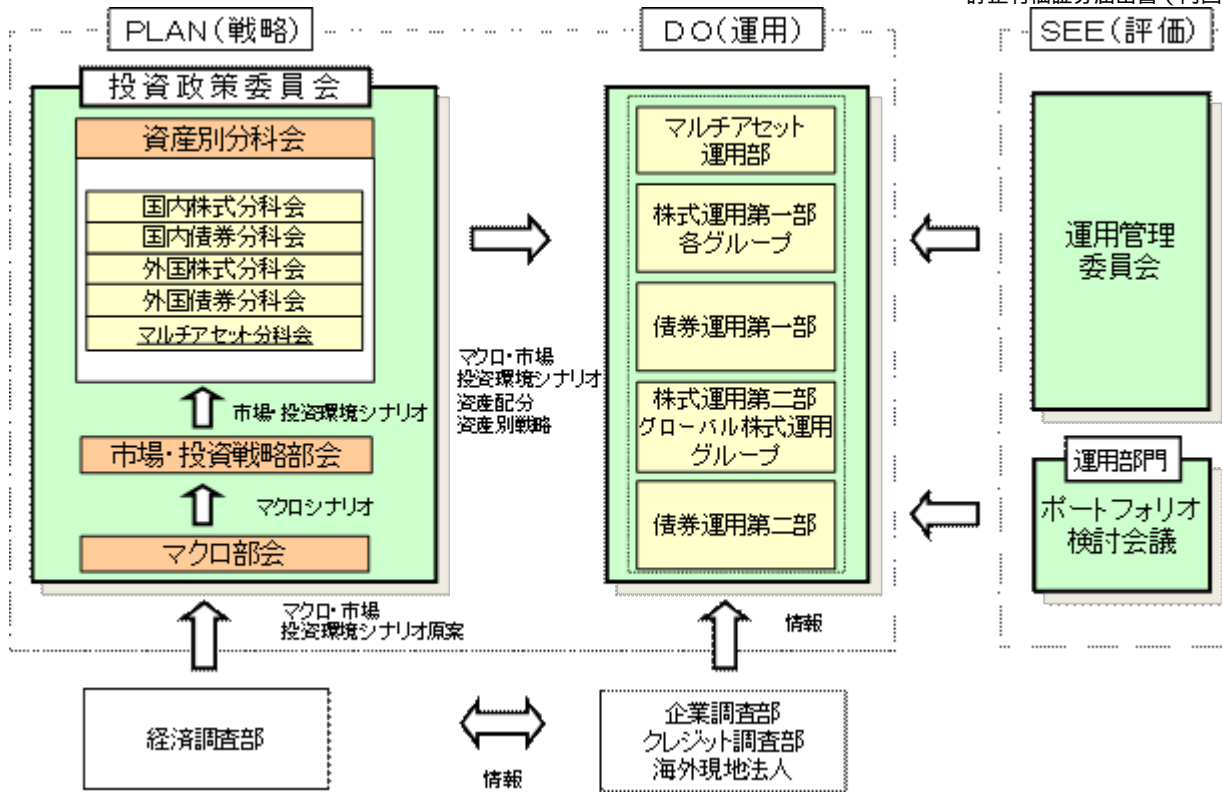 訂正有価証券届出書（内国
PLAN(戦略)
投資政策委員会
資産別分科会
国内株式分科会
国内債券分科会
外国株式分科会
外国債券分科会
マルチアセット分科会
市場・投資環境シナリオ
市場・投資戦略部会
マクロシナリオ
マクロ部会
マクロ・市場
投資環境シナリオ
資産配分
資産別戦略
DO(運用)
マルチアセット
運用部
株式運用第一部
各グループ
債券運用第一部
株式運用第二部
グローバル株式運用
グループ
債券運用第二部
SEE(評価)
運用管理
委員会
運用部門
ポートフォリオ
検討会議
マクロ・市場
投資環境シナリオ原案
情報
経済調査部
情報
企業調査部
クレジット調査部
海外現地法人